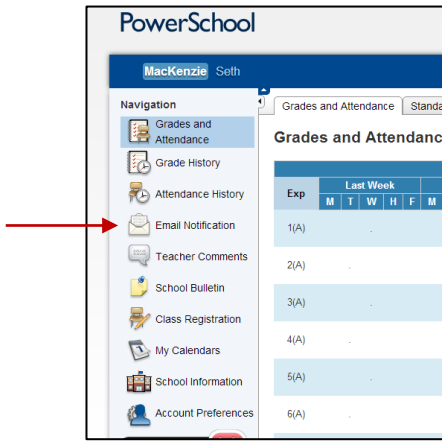 PowerSchool
MacKenzie Seth
Navigation
Grades and
Attendance
Grade History
Attendance History
Email Notification
Teacher Comments
School Bulletin
Class Registration
My Calendars
School Information
Account Preferences
Grades and Attendance Standa
Grades and Attendanc
Exp Last Week
M T W H F M
1(A) .
2(A) .
3(A) .
4(A) .
5(A) .
6(A) .